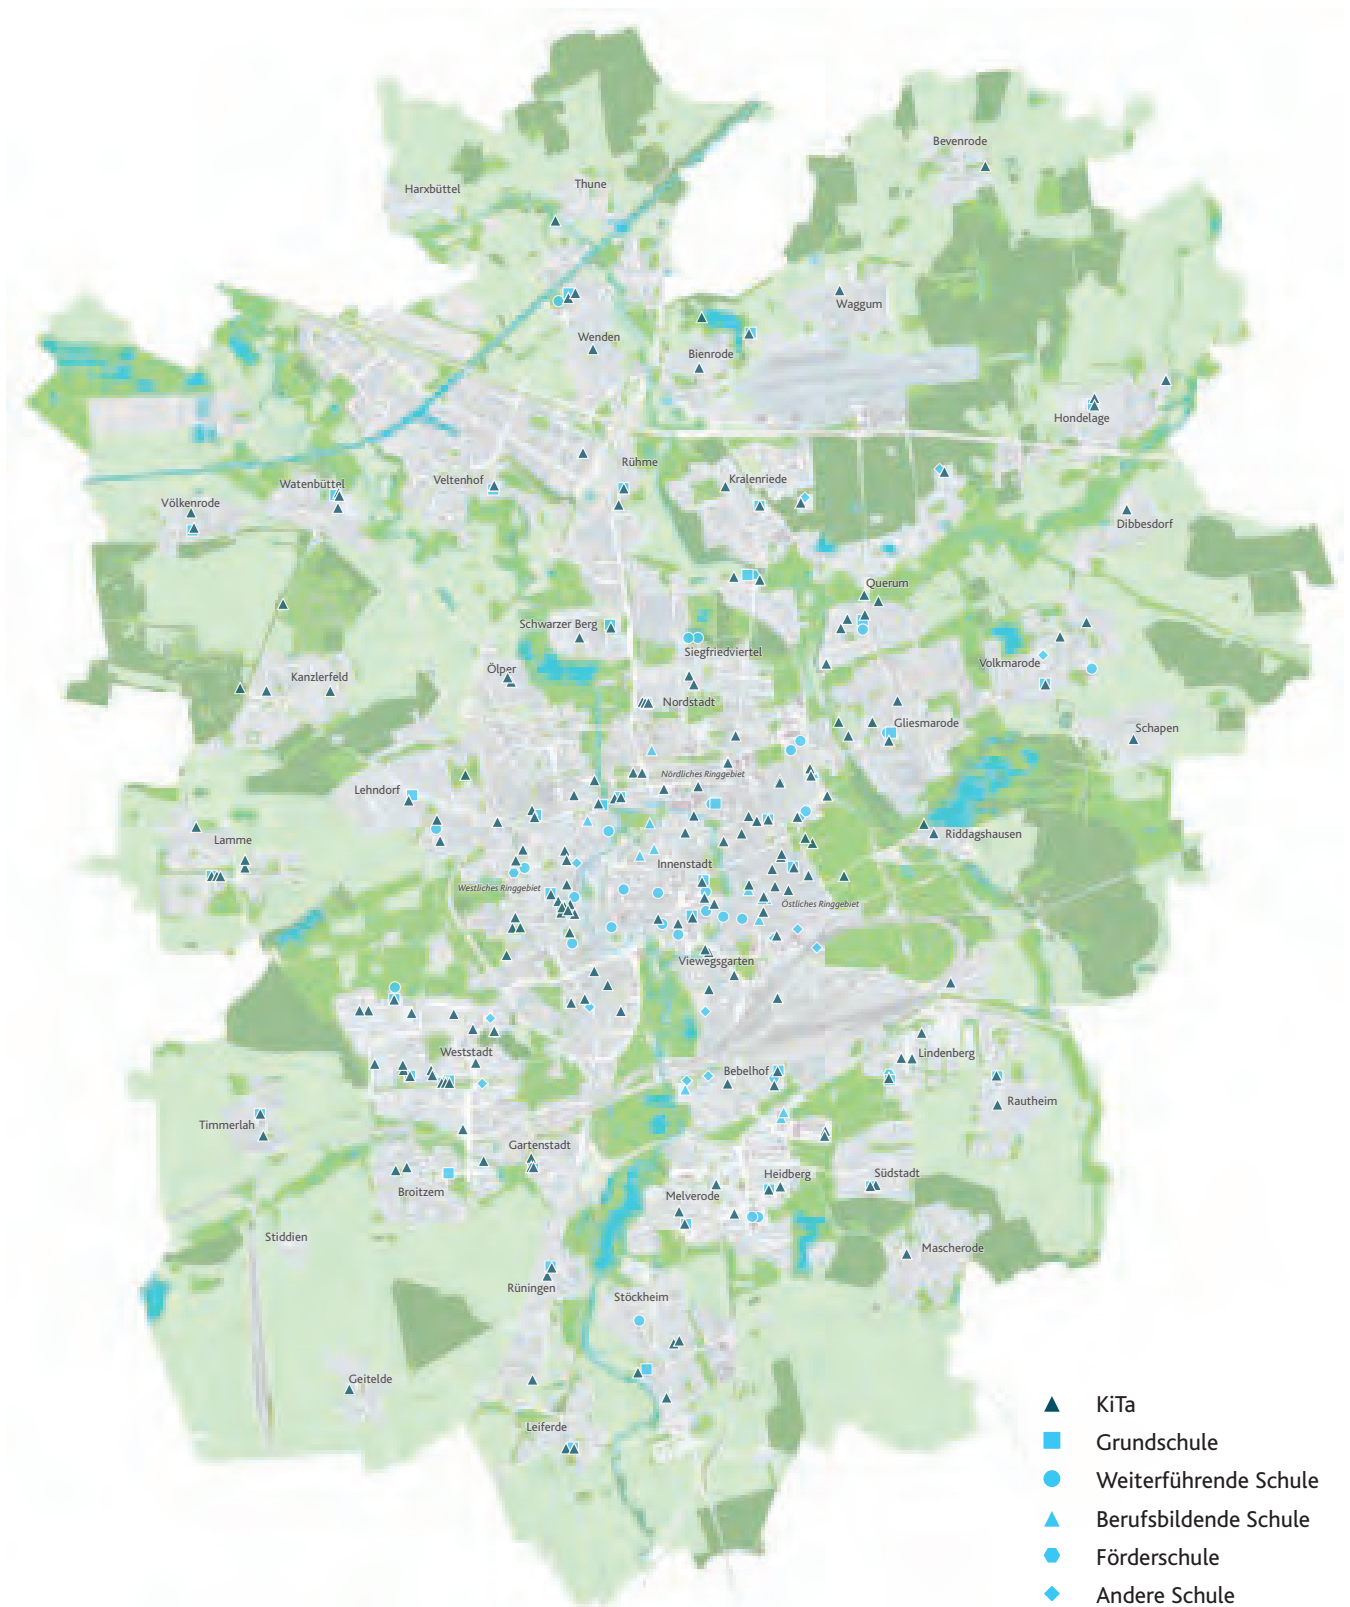 Bevenrode
Harxbüttel
Thune
Waggum
Wenden
Bienrode
Hondelage
Rühme
Kralenriede
Veltenhof
Watenbüttel
Völkenrode
Dibbesdorf
Querum
Schwarzer Berg
Siegfriedviertel
Volkmarode
Ölper
Kanzlerfeld
Nordstadt
Gliesmarode
Schapen
Nördliches Ringgebiet
Lehndorf
Riddagshausen
Lamme
Innenstadt
Westliches Ringgebiet
Östliches Ringgebiet
Viewegsgarten
Weststadt
Lindenberg
Bebelhof
Rautheim
Timmerlah
Gartenstadt
Heidberg
Südstadt
Broitzem
Melverode
Stiddien
Mascherode
Rüningen
Stöckheim
Geitelde
Leiferde
KiTa
Grundschule
Weiterführende Schule
Berufsbildende Schule
Förderschule
Andere Schule